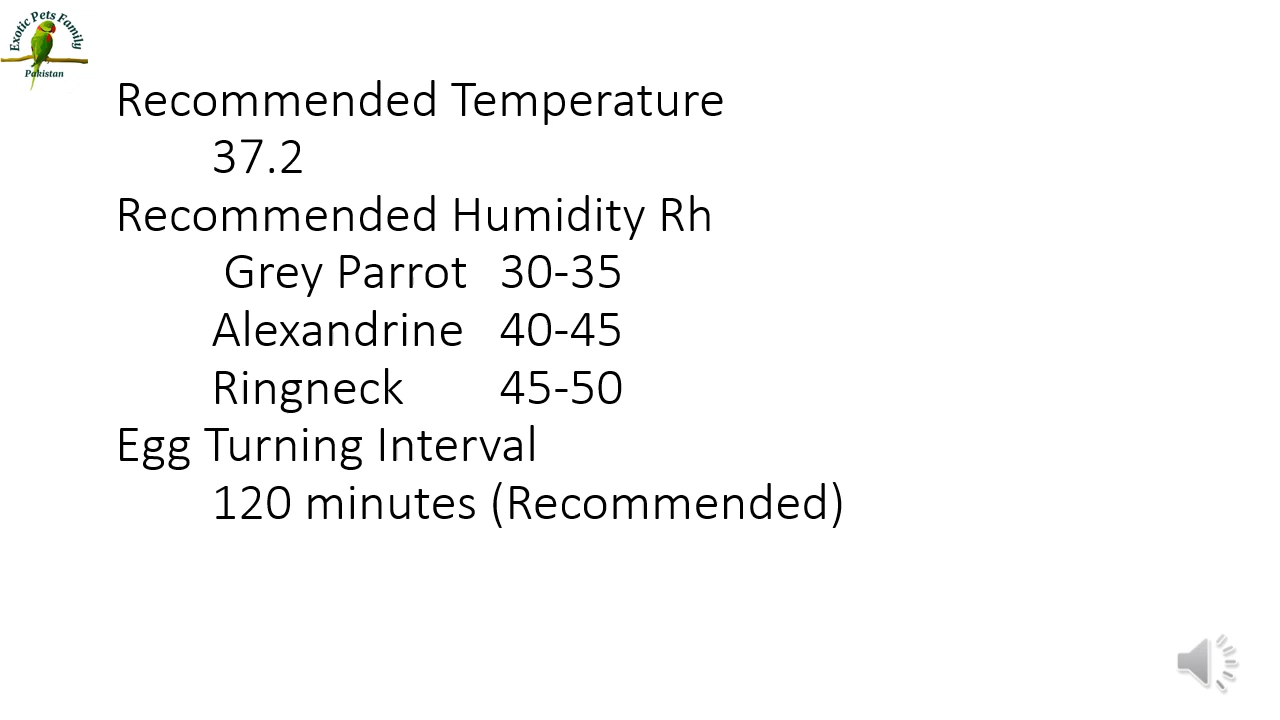 Exotic Pets Family
Pakistan
Recommended Temperature
37.2
Recommended Humidity Rh
Grey Parrot 30-35
Alexandrine 40-45
Ringneck 45-50
Egg Turning Interval
120 minutes (Recommended)